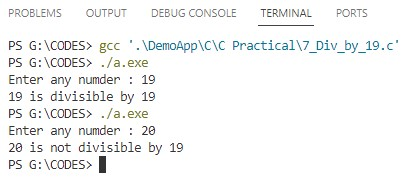 PROBLEMS OUTPUT DEBUG CONSOLE TERMINAL PORTS
PS G:\CODES> gcc '.\DemoApp\C\C Practical\7_Div_by_19.c'
PS G:\CODES> ./a.exe
Enter any numder : 19
19 is divisible by 19
PS G:\CODES> ./a.exe
Enter any numder : 20
20 is not divisible by 19
PS G:\CODES>